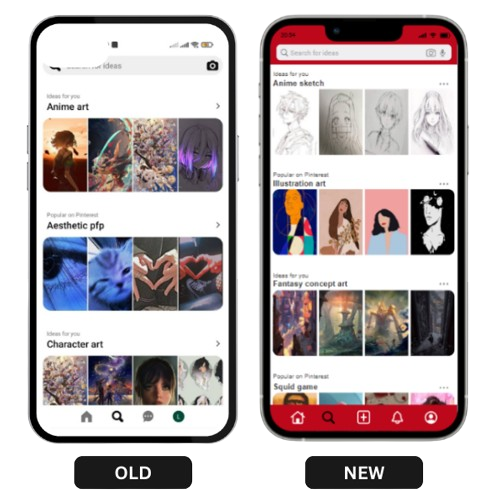 Search for ideas
Ideas for you
Anime art
Popular on Pinterest
Aesthetic pfp
Ideas for you
Character art
L
OLD
Search for ideas
Ideas for you
Anime sketch
Popular on Pinterest
Illustration art
Ideas for you
Fantasy concept art
Popular on Pinterest
Squid game
NEW